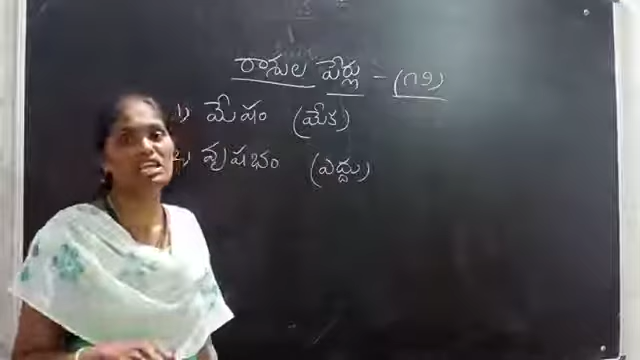 రాశుల పేర్లు - (౧౨)
1) మేషం (మేక)
2) వృషభం (ఎద్దు)